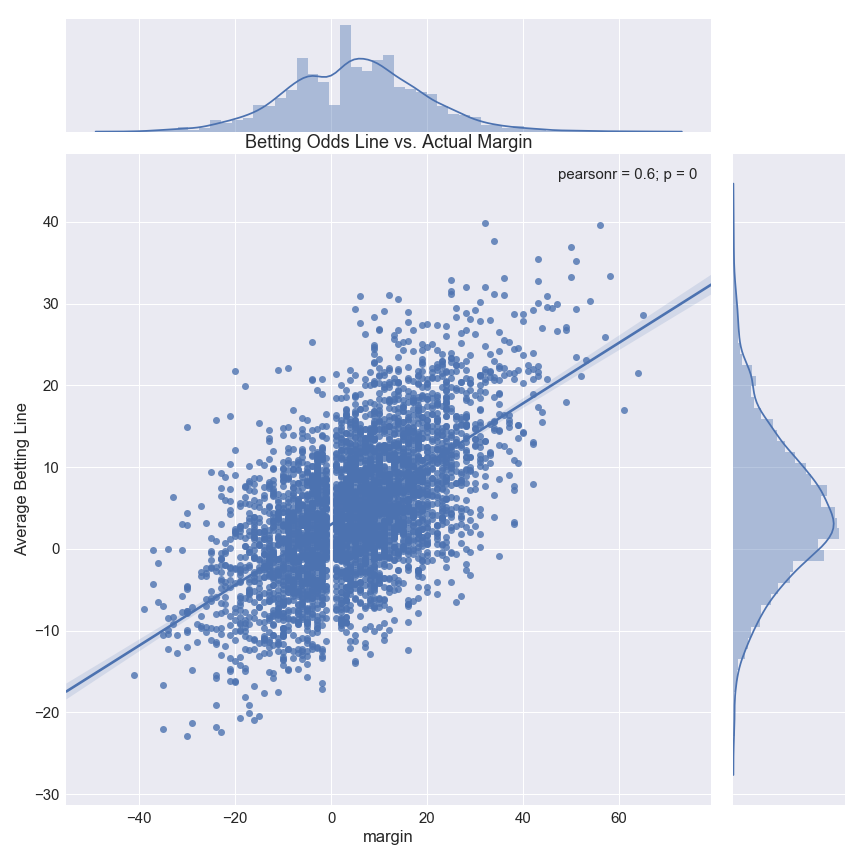 Betting Odds Line vs. Actual Margin
pearsonr = 0.6; p = 0
40
30
20
10
0
−10
−20
−30
Average Betting Line
−40 −20 0 20 40 60
margin